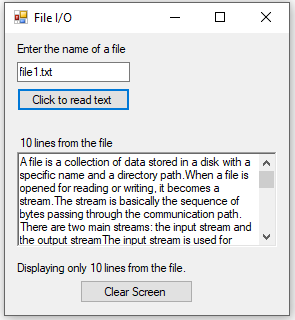 File I/O
Enter the name of a file
file1.txt
Click to read text
10 lines from the file
A file is a collection of data stored in a disk with a
specific name and a directory path.When a file is
opened for reading or writing, it becomes a
stream.The stream is basically the sequence of
bytes passing through the communication path.
There are two main streams: the input stream and
the output streamThe input stream is used for
Displaying only 10 lines from the file.
Clear Screen